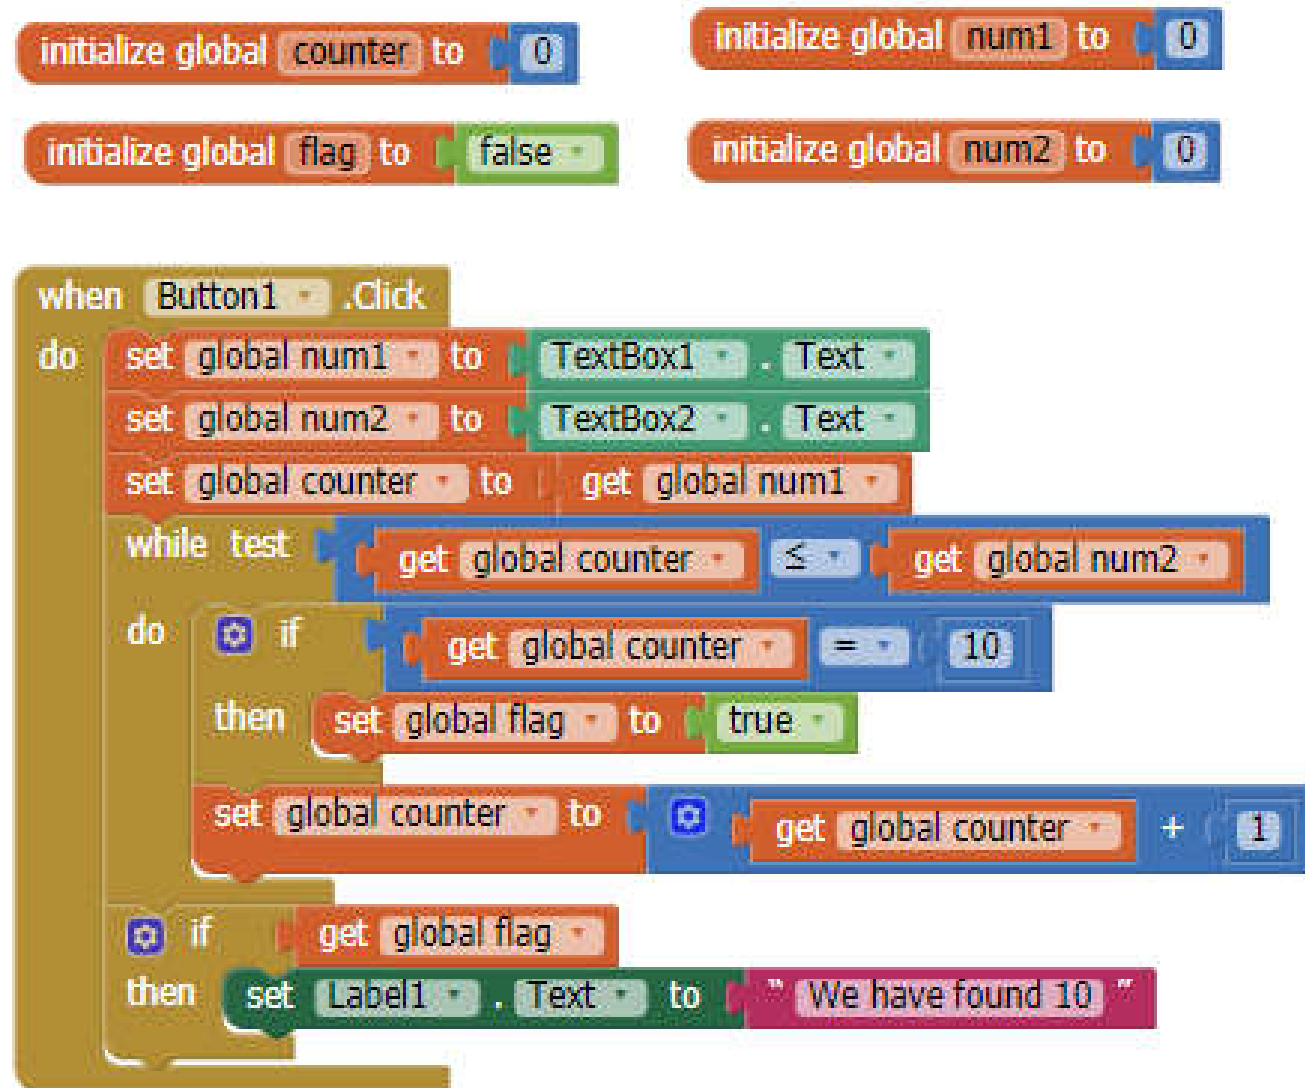 initialize global counter to 0
initialize global num1 to 0
initialize global flag to false
initialize global num2 to 0
when Button1 .Click
do set global num1 to TextBox1 . Text
set global num2 to TextBox2 . Text
set global counter to get global num1
while test get global counter ≤ get global num2
do if get global counter = 10
then set global flag to true
set global counter to get global counter + 1
if get global flag
then set Label1 . Text to " We have found 10 "